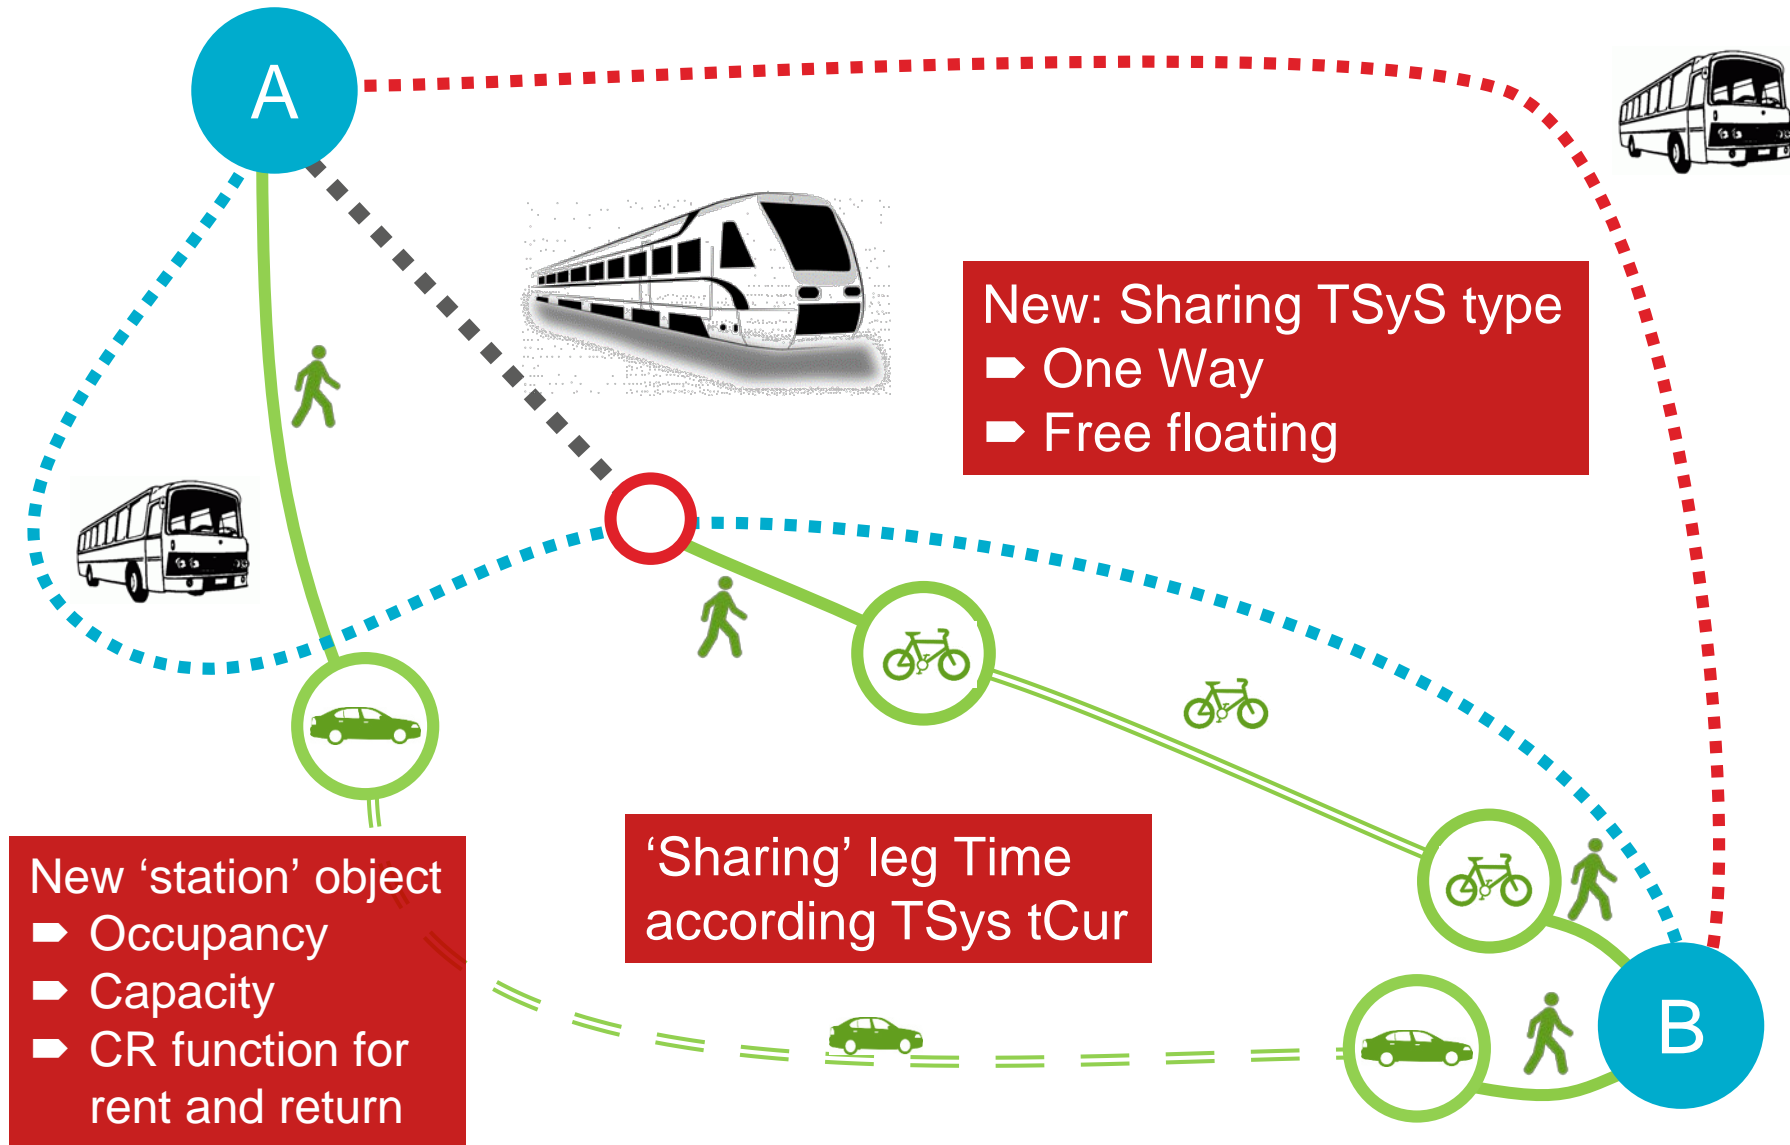 A
New: Sharing TSyS type
One Way
Free floating
‘Sharing’ leg Time
according TSys tCur
New ‘station’ object
Occupancy
Capacity
CR function for
rent and return
B